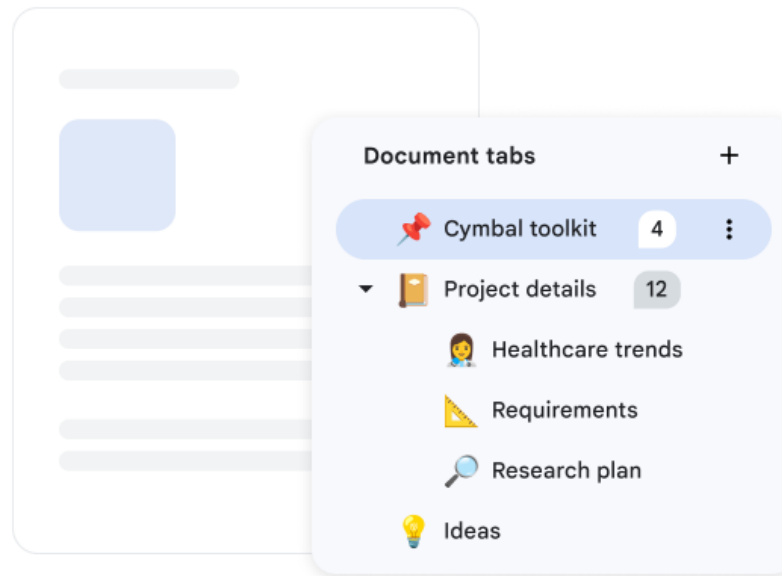 Document tabs
Cymbal toolkit 4
Project details 12
Healthcare trends
Requirements
Research plan
Ideas